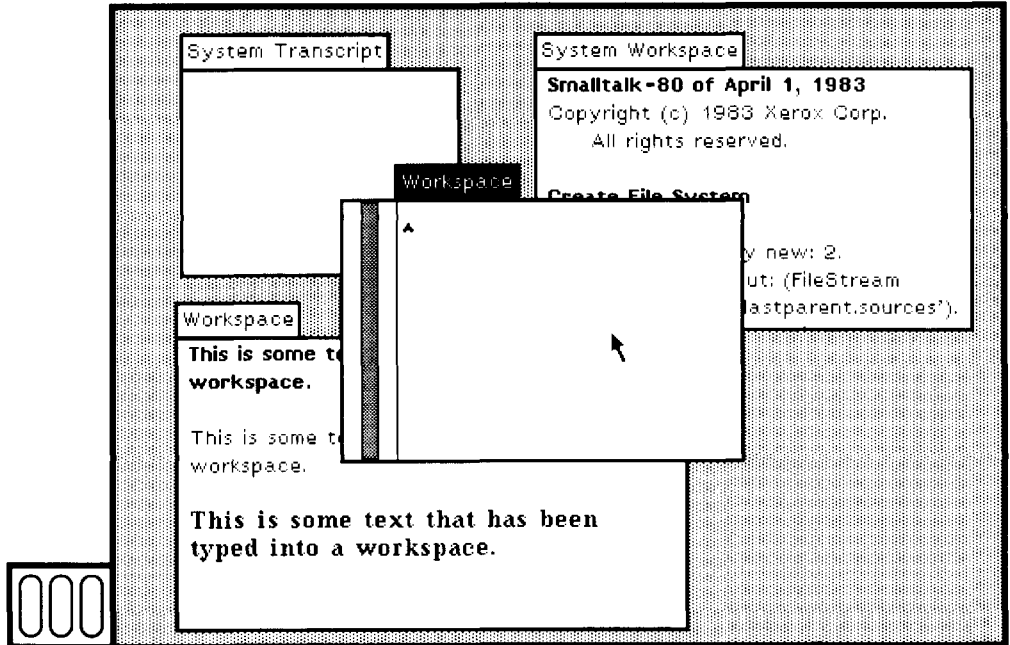 System Transcript
System Workspace
Smalltalk-80 of April 1, 1983
Copyright (c) 1983 Xerox Corp.
All rights reserved.
Create File System
y new: 2.
ut: (FileStream
lastparent.sources').
Workspace
Workspace
This is some t
workspace.
This is some t
workspace.
This is some text that has been
typed into a workspace.